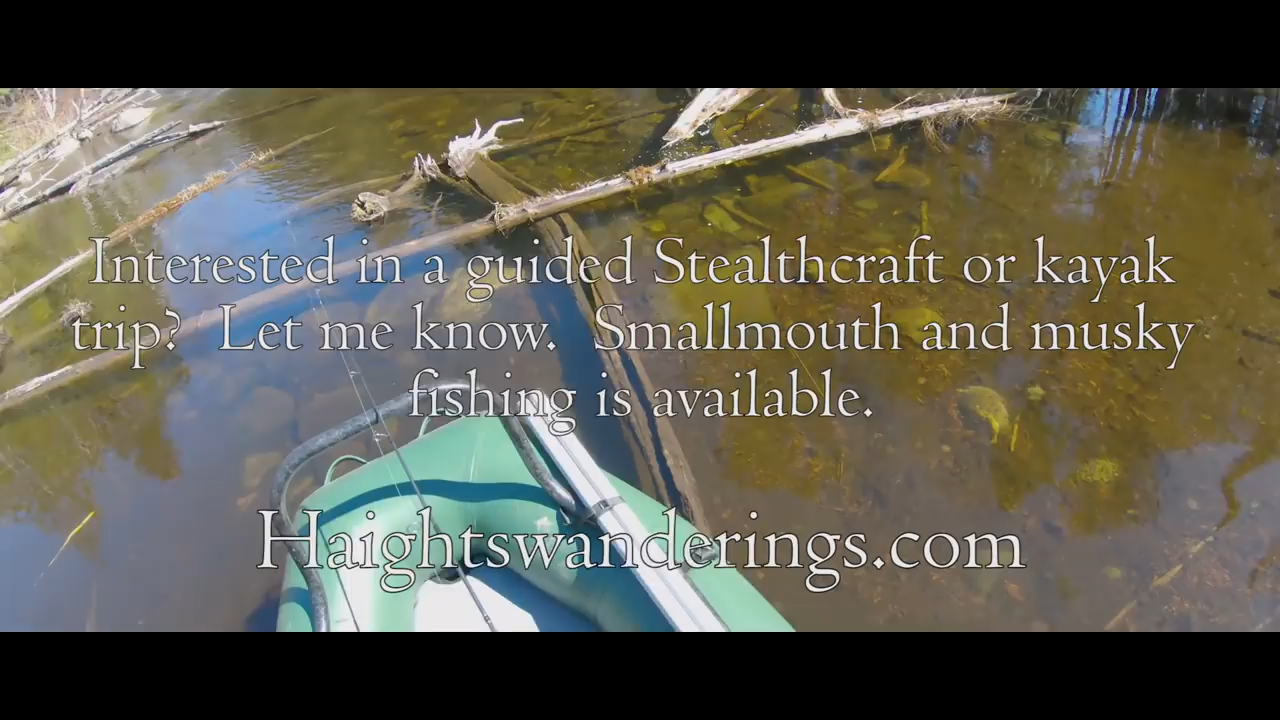 Interested in a guided Stealthcraft or kayak
trip?  Let me know.  Smallmouth and musky
fishing is available.
Haightswanderings.com